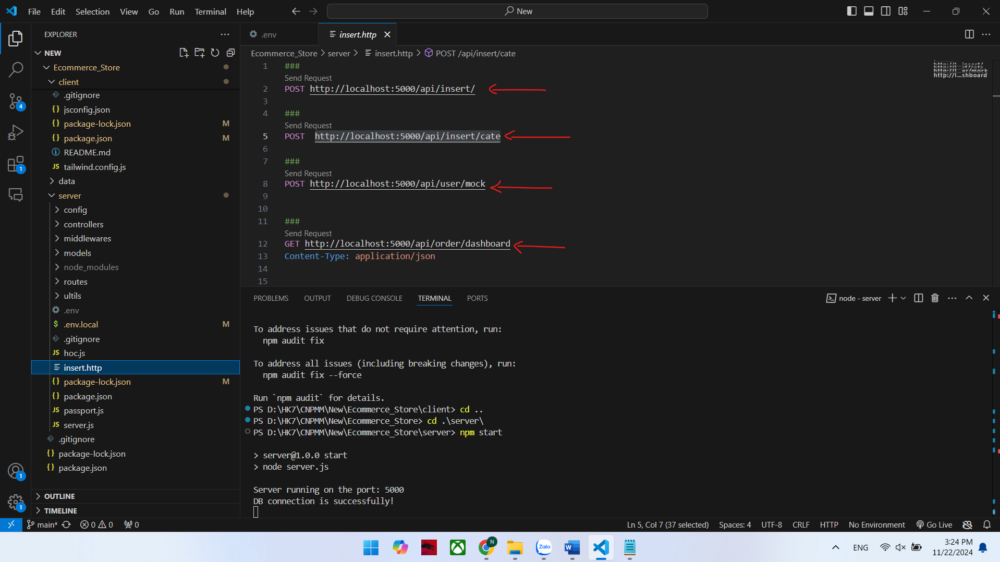 File Edit Selection View Go Run Terminal Help
New
EXPLORER
NEW
Ecommerce_Store
client
.gitignore
jsconfig.json
package-lock.json M
package.json M
README.md
tailwind.config.js
data
server
config
controllers
middlewares
models
node_modules
routes
ultils
.env
.env.local M
.gitignore
hoc.js
insert.http
package-lock.json M
package.json
passport.js
server.js
.gitignore
package-lock.json
package.json
OUTLINE
TIMELINE
4
1
1
1
.env
insert.http
Ecommerce_Store > server > insert.http > POST /api/insert/cate
1 ###
Send Request
2 POST http://localhost:5000/api/insert/
3
4 ###
Send Request
5 POST  http://localhost:5000/api/insert/cate
6
7 ###
Send Request
8 POST http://localhost:5000/api/user/mock
9
10
11 ###
Send Request
12 GET http://localhost:5000/api/order/dashboard
13 Content-Type: application/json
14
15
PROBLEMS OUTPUT DEBUG CONSOLE TERMINAL PORTS
node - server
To address issues that do not require attention, run:
npm audit fix
To address all issues (including breaking changes), run:
npm audit fix --force
Run `npm audit` for details.
PS D:\HK7\CNPMM\New\Ecommerce_Store\client> cd ..
PS D:\HK7\CNPMM\New\Ecommerce_Store> cd .\server\
PS D:\HK7\CNPMM\New\Ecommerce_Store\server> npm start
> server@1.0.0 start
> node server.js
Server running on the port: 5000
DB connection is successfully!
main* 0 0 0
Ln 5, Col 7 (37 selected) Spaces: 4 UTF-8 CRLF HTTP No Environment Go Live
N
Zalo
W
ENG
3:24 PM
11/22/2024